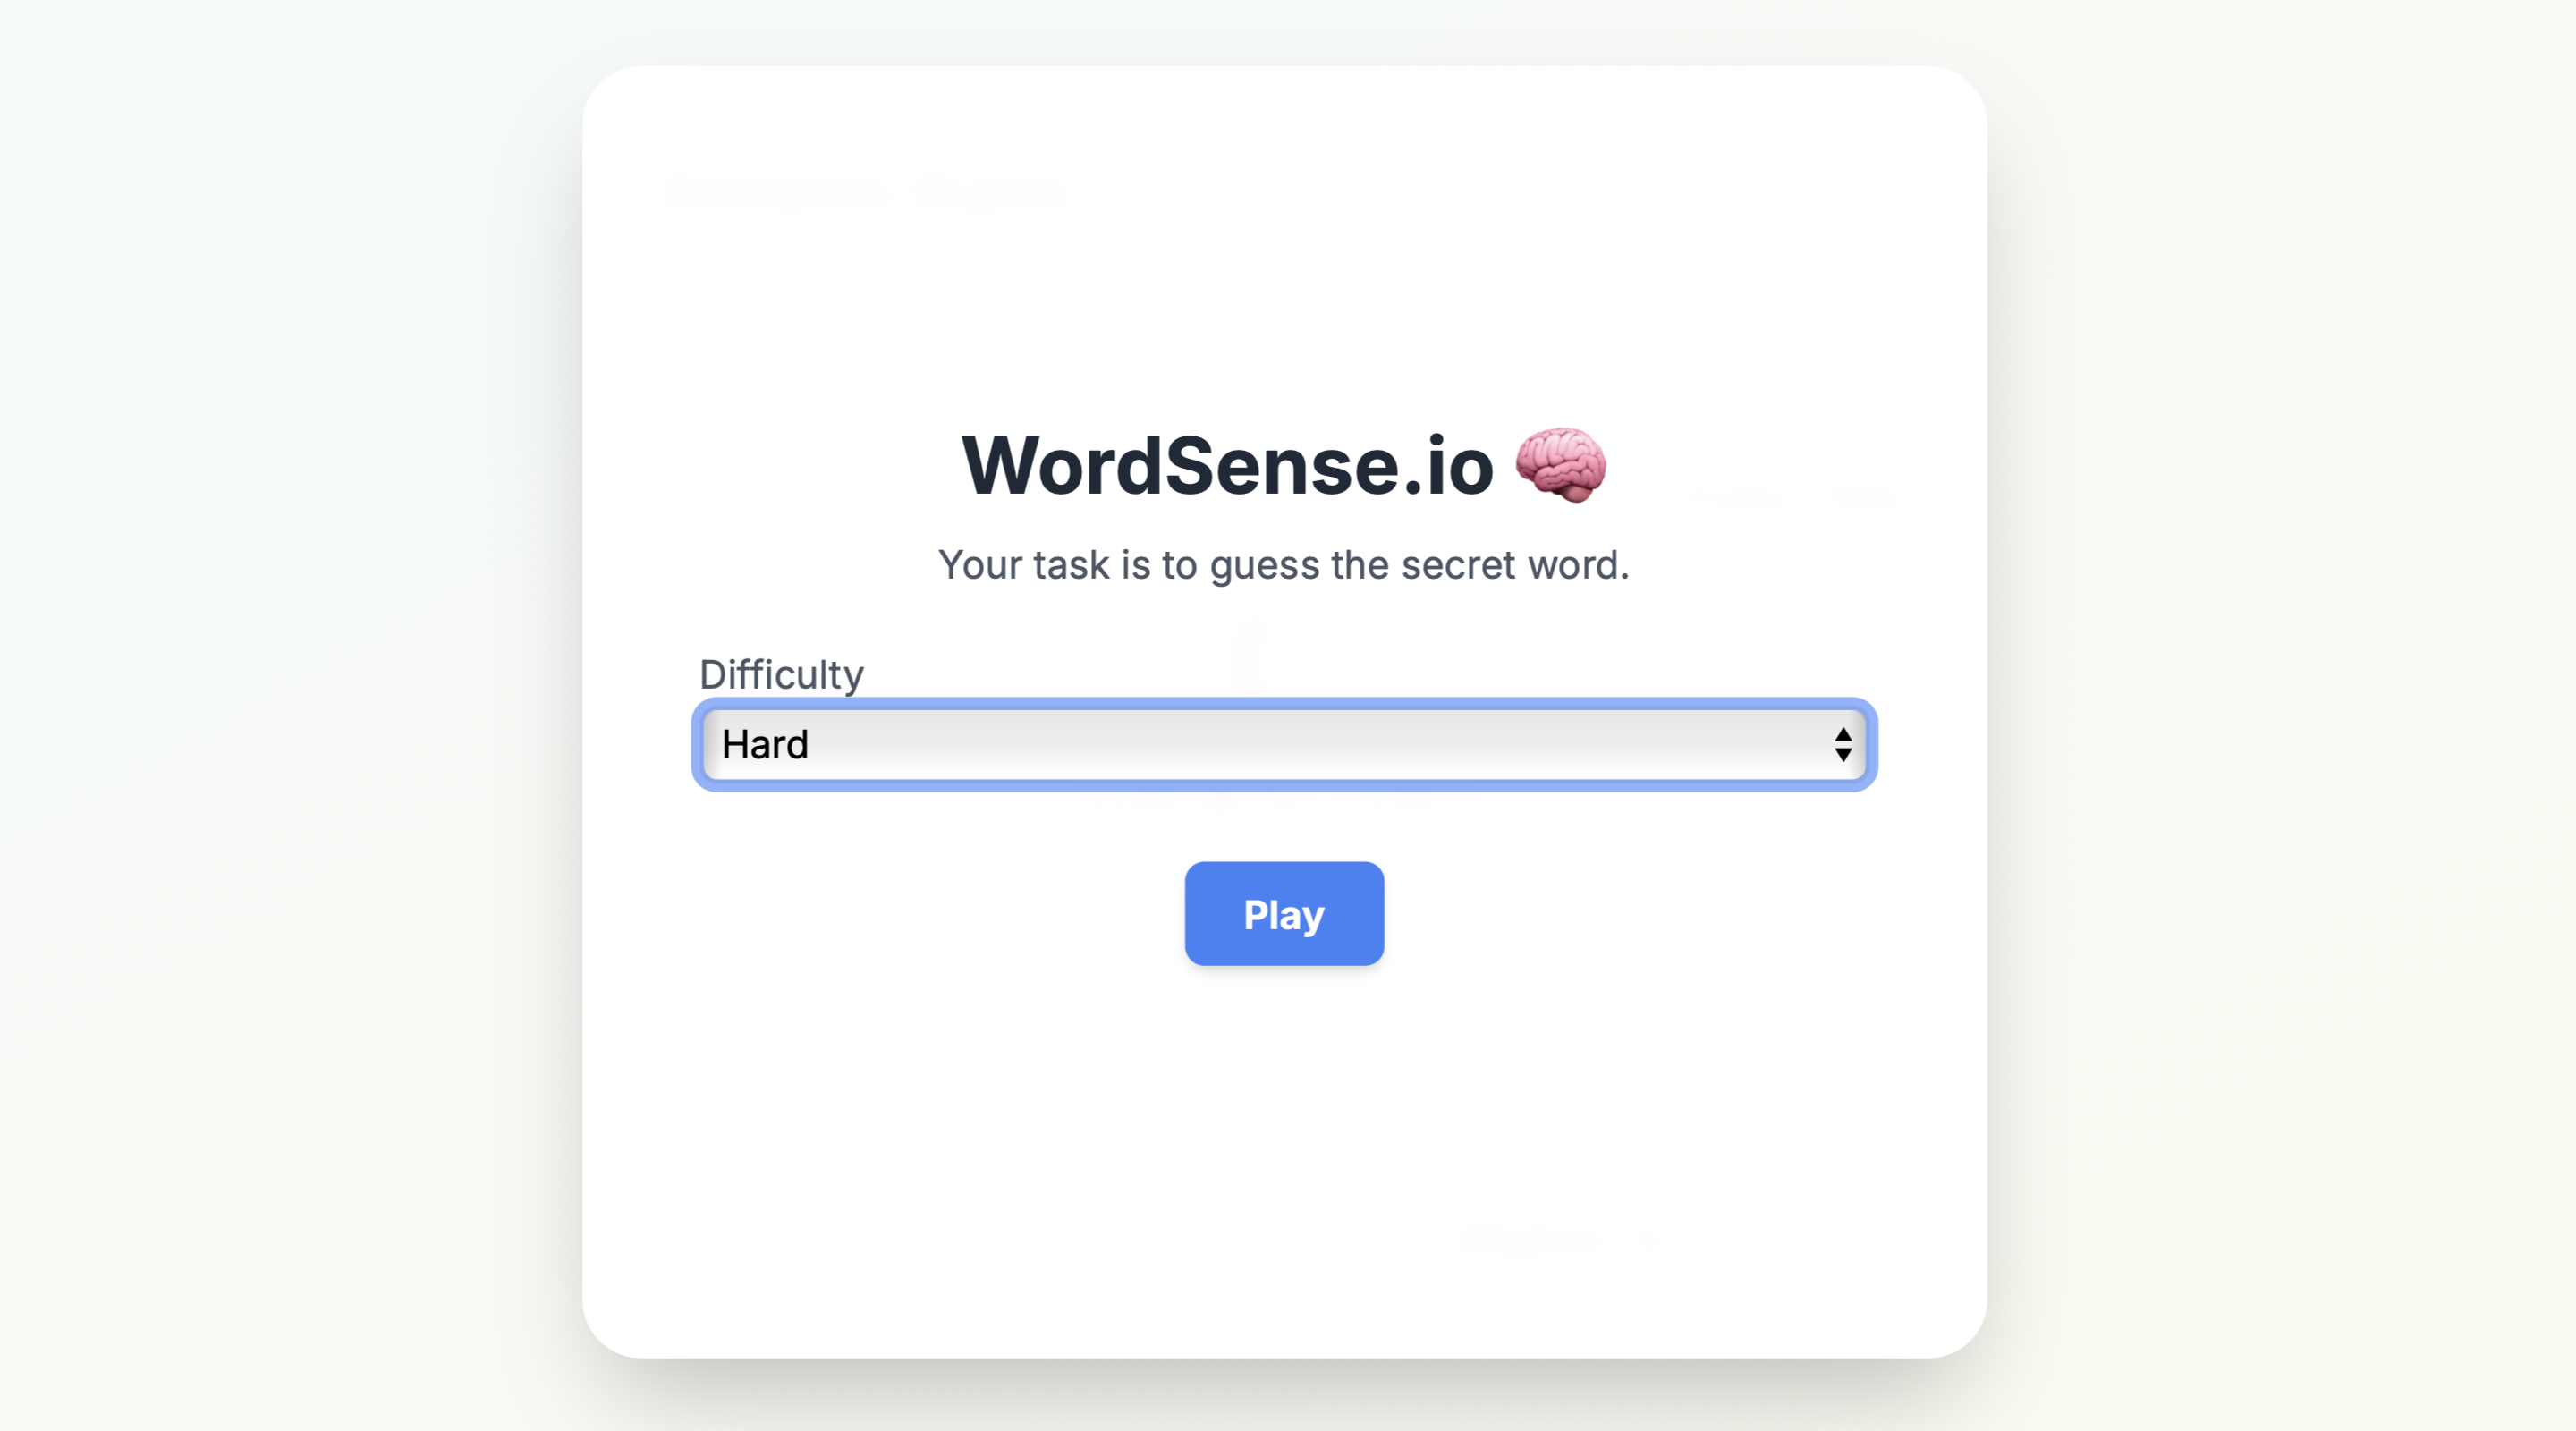 WordSense.io 🧠
Your task is to guess the secret word.
Difficulty
Hard
Play